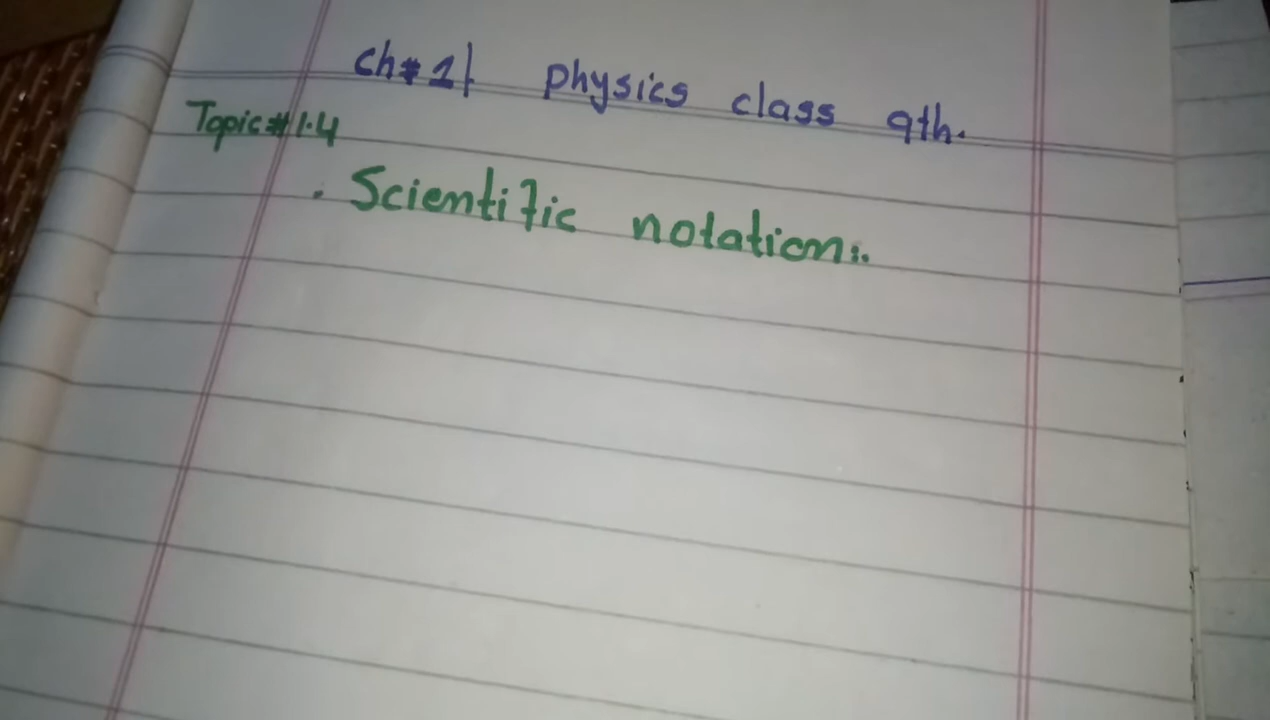 ch# 1| physics class 9th.
Topic# 1.4
. Scientific notation:.